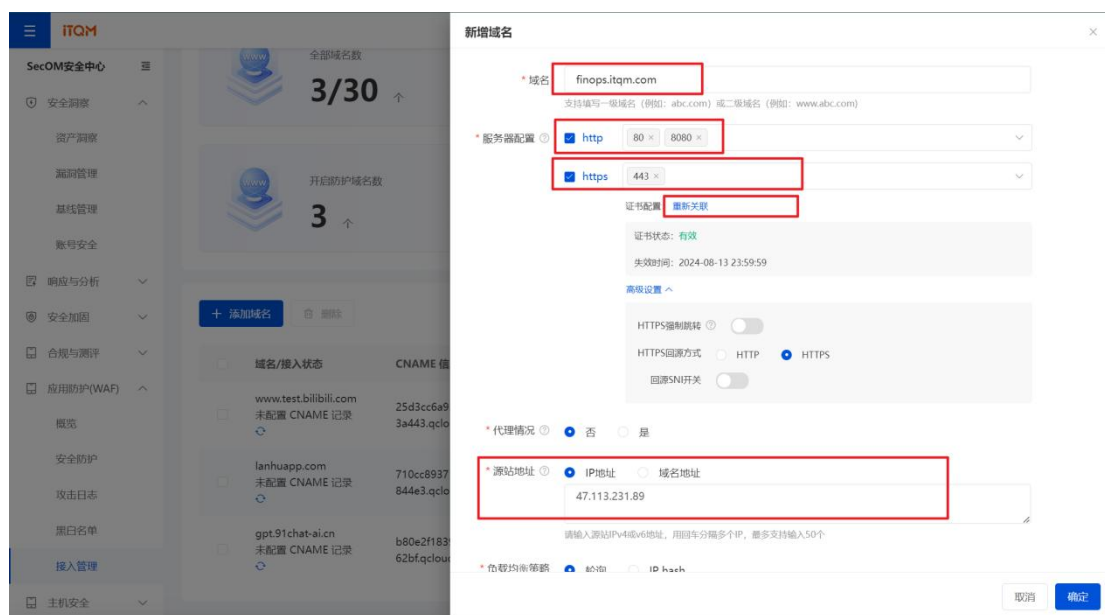 iTQM
SecOM安全中心
安全洞察
资产洞察
漏洞管理
基线管理
账号安全
响应与分析
安全加固
合规与测评
应用防护(WAF)
概览
安全防护
攻击日志
黑白名单
接入管理
主机安全
全部域名数
3/30 个
开启防护域名数
3 个
+ 添加域名 删除
域名/接入状态 CNAME 信
www.test.bilibili.com
未配置 CNAME 记录
25d3cc6a9
3a443.qclo
lanhuapp.com
未配置 CNAME 记录
710cc8937
844e3.qclo
gpt.91chat-ai.cn
未配置 CNAME 记录
b80e2f183
62bf.qclou
新增域名
* 域名 finops.itqm.com
支持填写一级域名（例如：abc.com）或二级域名（例如：www.abc.com）
* 服务器配置 http 80 × 8080 ×
https 443 ×
证书配置 重新关联
证书状态：有效
失效时间：2024-08-13 23:59:59
高级设置
HTTPS强制跳转
HTTPS回源方式 HTTP HTTPS
回源SNI开关
* 代理情况 否 是
* 源站地址 IP地址 域名地址
47.113.231.89
请输入源站IPv4或v6地址，用回车分隔多个IP，最多支持输入50个
* 负载均衡策略 轮询 IP hash
取消 确定